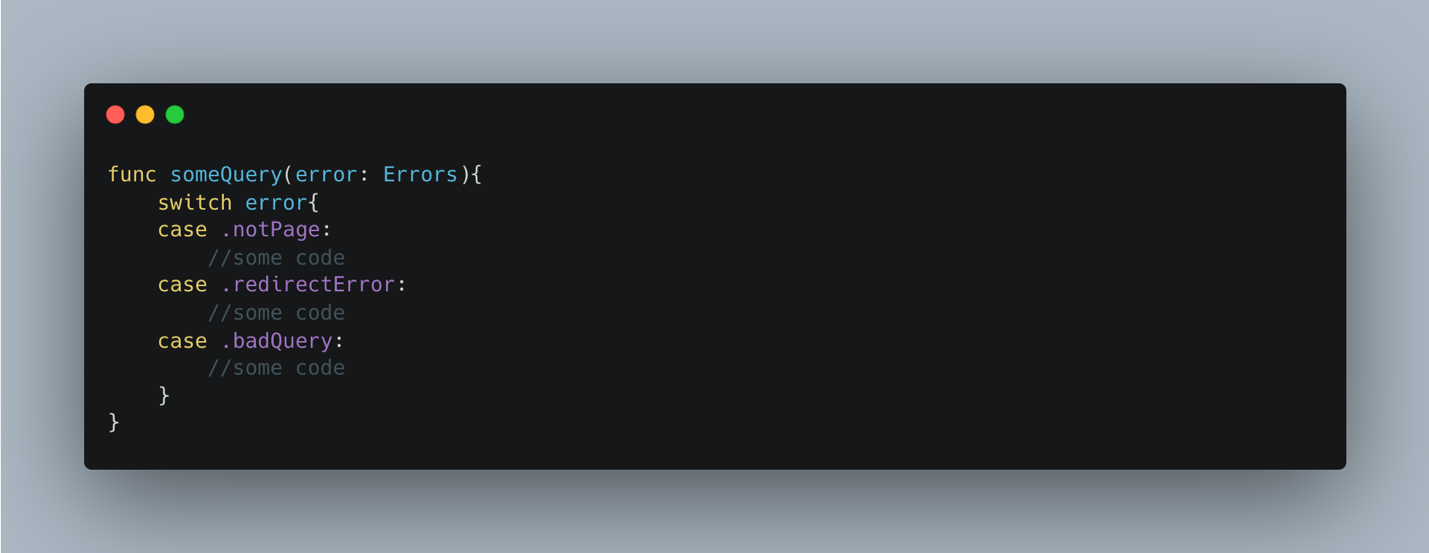 func someQuery(error: Errors){
    switch error{
    case .notPage:
        //some code
    case .redirectError:
        //some code
    case .badQuery:
        //some code
    }
}